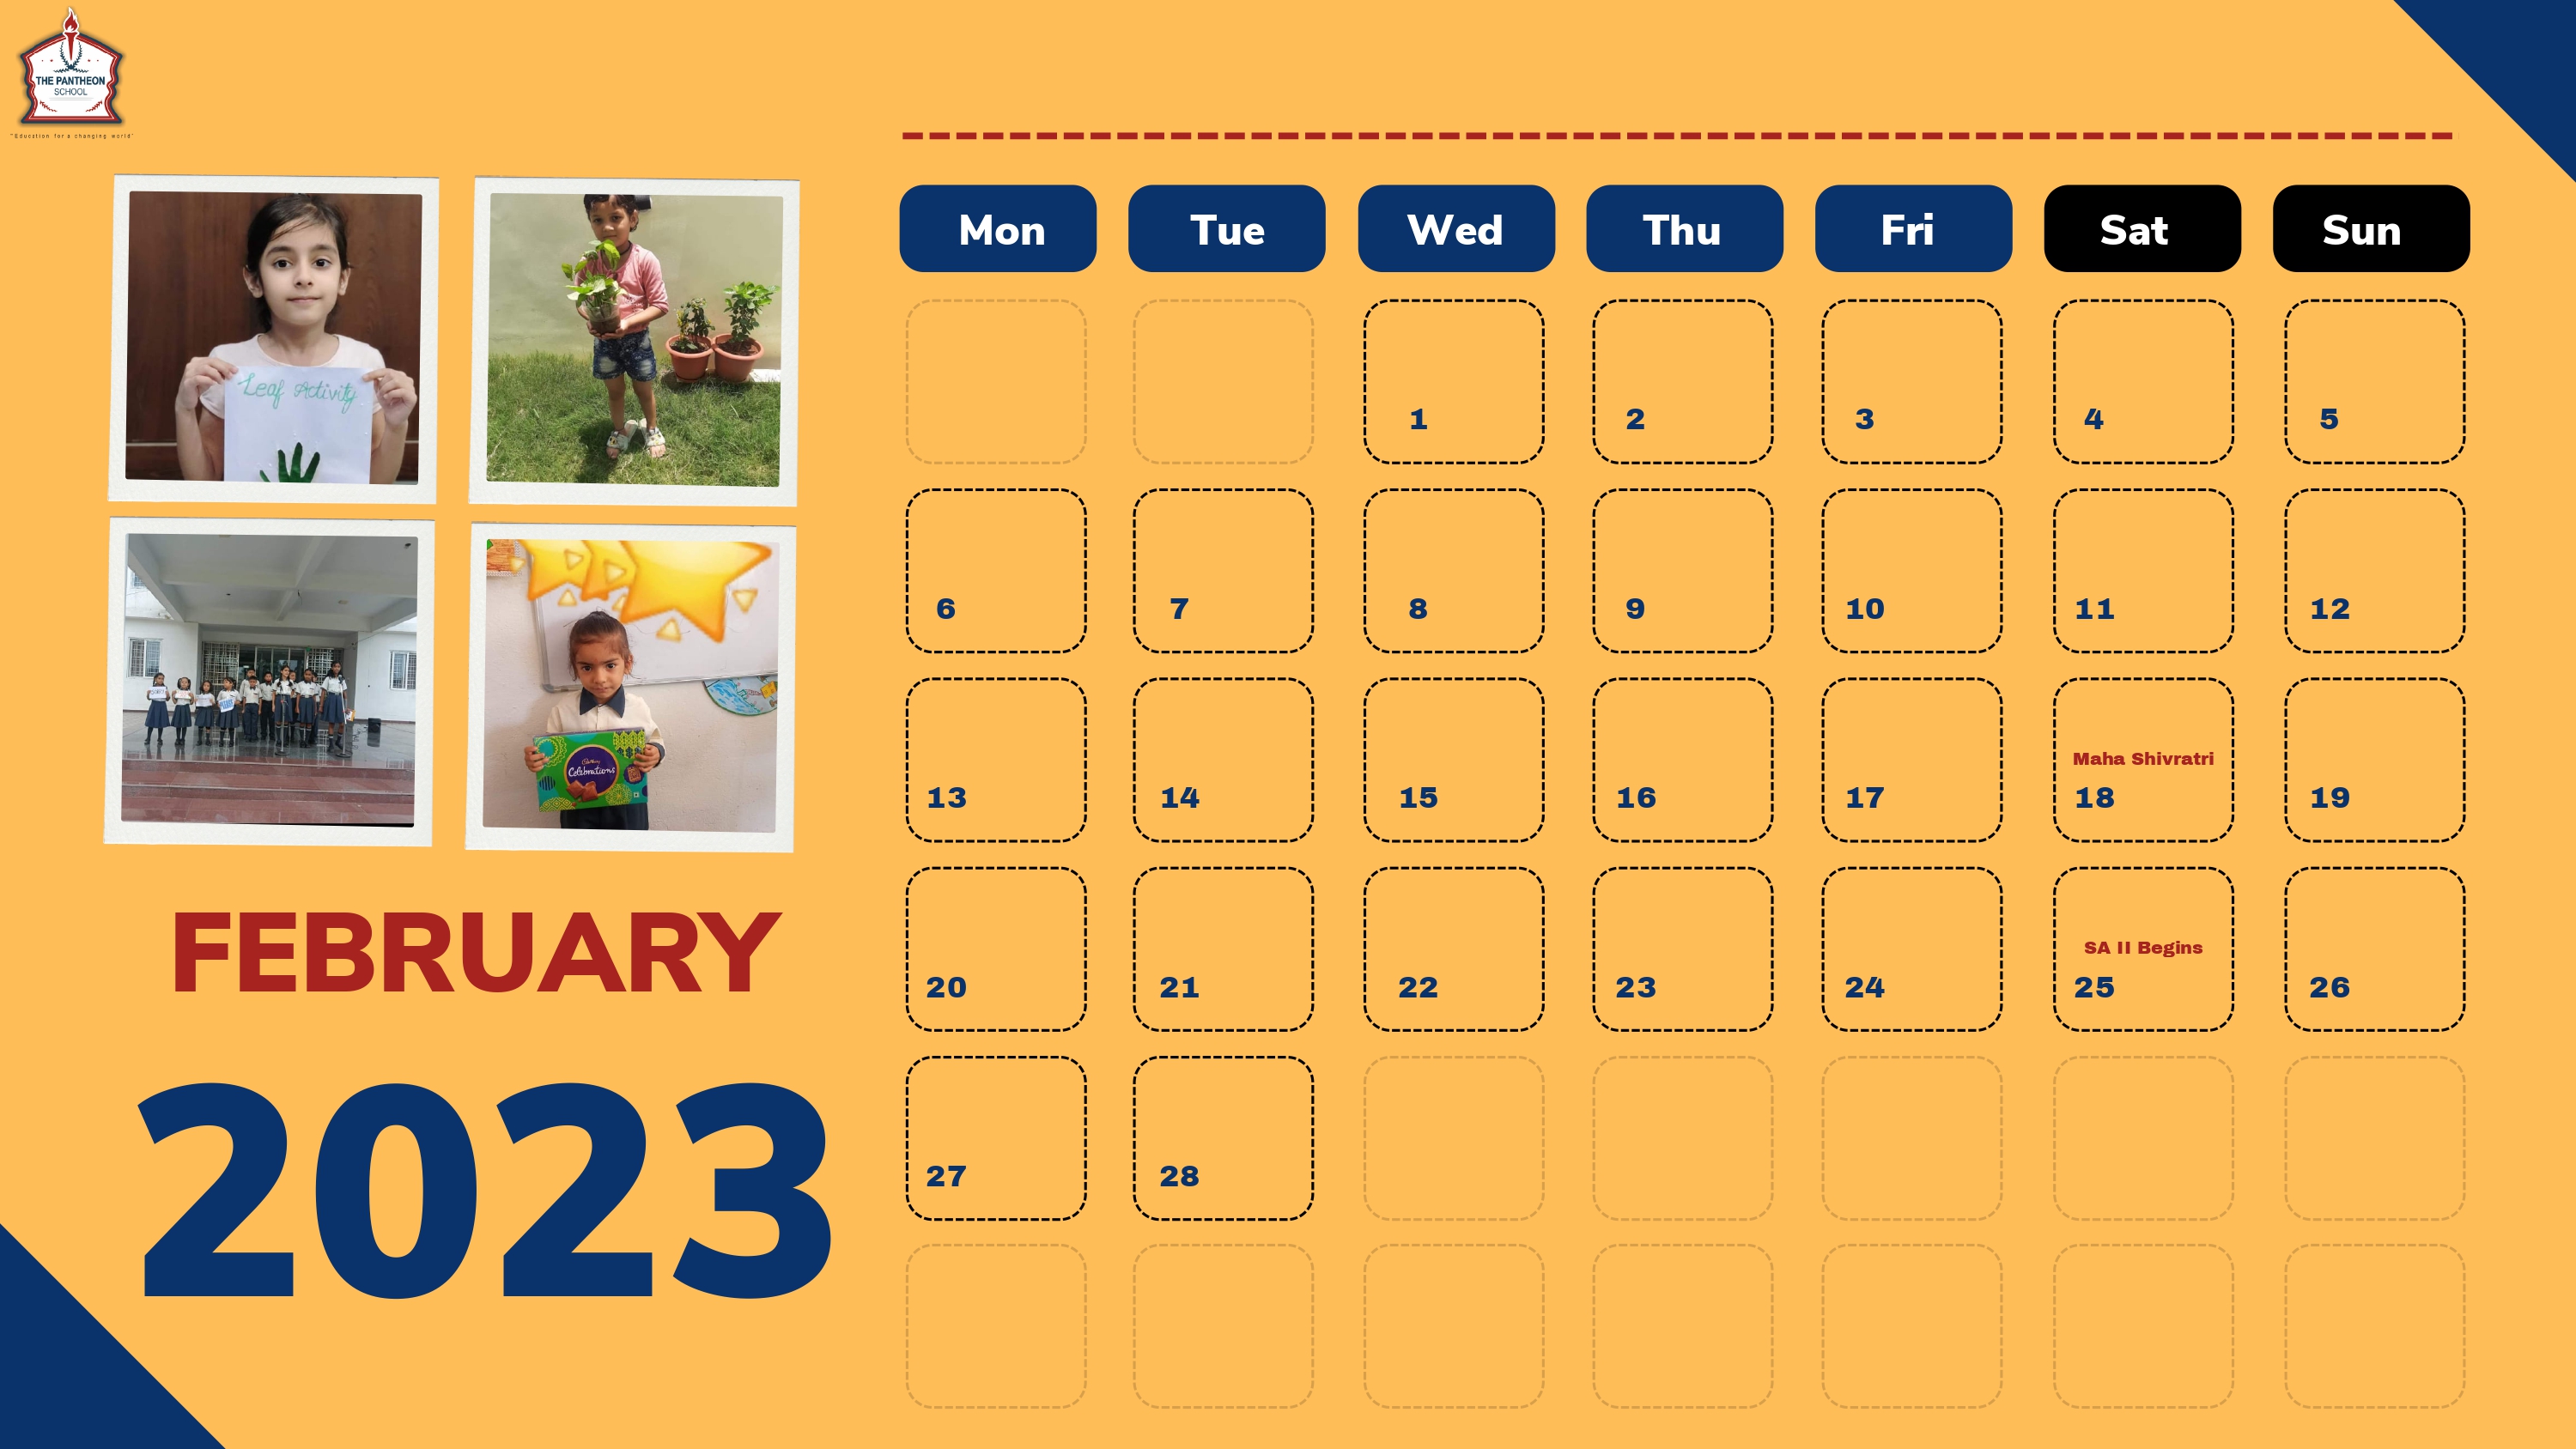 THE PANTHEON
SCHOOL
"Education for a changing world"
Leaf Activity
Cadbury
Celebrations
FEBRUARY
2023
Mon Tue Wed Thu Fri Sat Sun
1 2 3 4 5
6 7 8 9 10 11 12
Maha Shivratri
13 14 15 16 17 18 19
SA II Begins
20 21 22 23 24 25 26
27 28